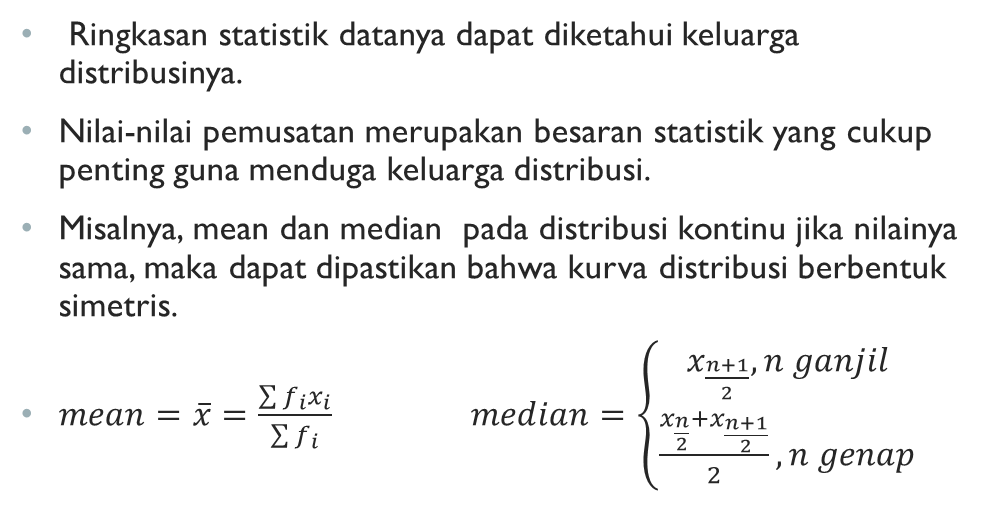 • Ringkasan statistik datanya dapat diketahui keluarga
distribusinya.
• Nilai-nilai pemusatan merupakan besaran statistik yang cukup
penting guna menduga keluarga distribusi.
• Misalnya, mean dan median pada distribusi kontinu jika nilainya
sama, maka dapat dipastikan bahwa kurva distribusi berbentuk
simetris.
• $mean = \bar{x} = \frac{\sum f_i x_i}{\sum f_i}$ $median = \begin{cases} x_{\frac{n+1}{2}}, n\ ganjil \\ \frac{x_{\frac{n}{2}} + x_{\frac{n+1}{2}}}{2}, n\ genap \end{cases}$